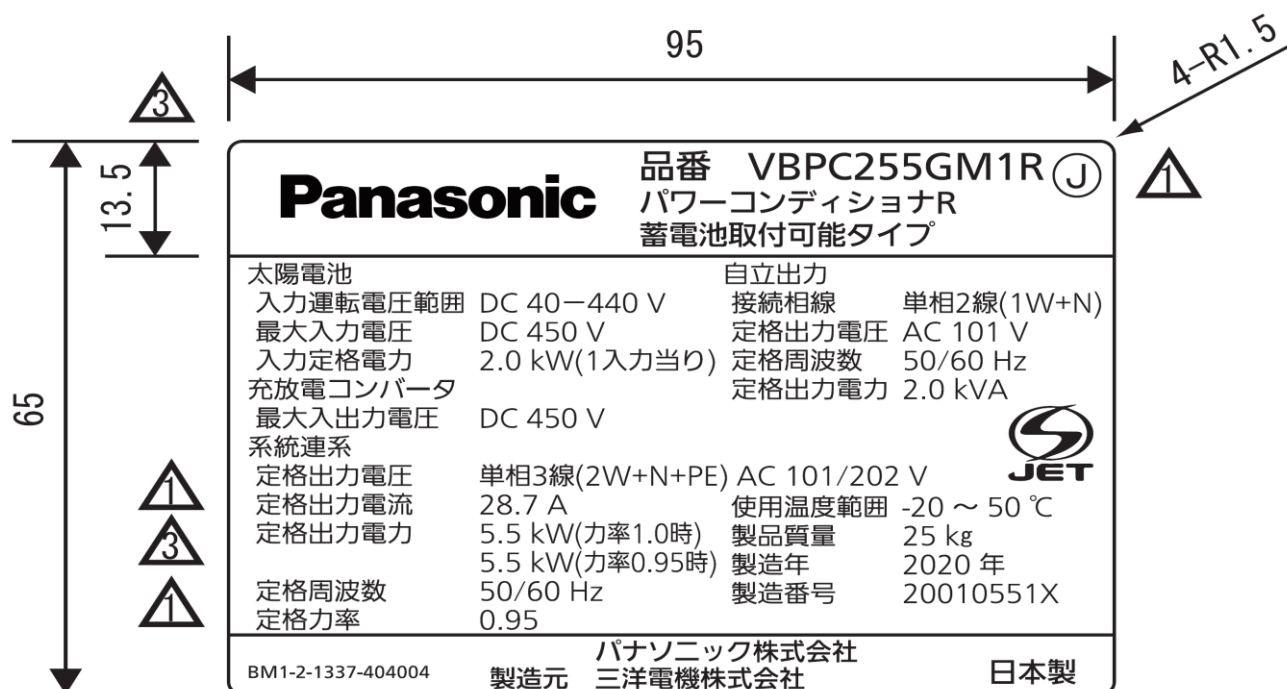 95
4-R1.5
3
13.5
65
Panasonic
品番 VBPC255GM1R J
パワーコンディショナR
蓄電池取付可能タイプ
1
太陽電池 自立出力
入力運転電圧範囲 DC 40−440 V 接続相線 単相2線(1W+N)
最大入力電圧 DC 450 V 定格出力電圧 AC 101 V
入力定格電力 2.0 kW(1入力当り) 定格周波数 50/60 Hz
充放電コンバータ 定格出力電力 2.0 kVA
最大入出力電圧 DC 450 V
系統連系
JET
1
定格出力電圧 単相3線(2W+N+PE) AC 101/202 V
定格出力電流 28.7 A 使用温度範囲 -20 ～ 50 ℃
3
定格出力電力 5.5 kW(力率1.0時) 製品質量 25 kg
5.5 kW(力率0.95時) 製造年 2020 年
1
定格周波数 50/60 Hz 製造番号 20010551X
定格力率 0.95
BM1-2-1337-404004
製造元 パナソニック株式会社
三洋電機株式会社
日本製